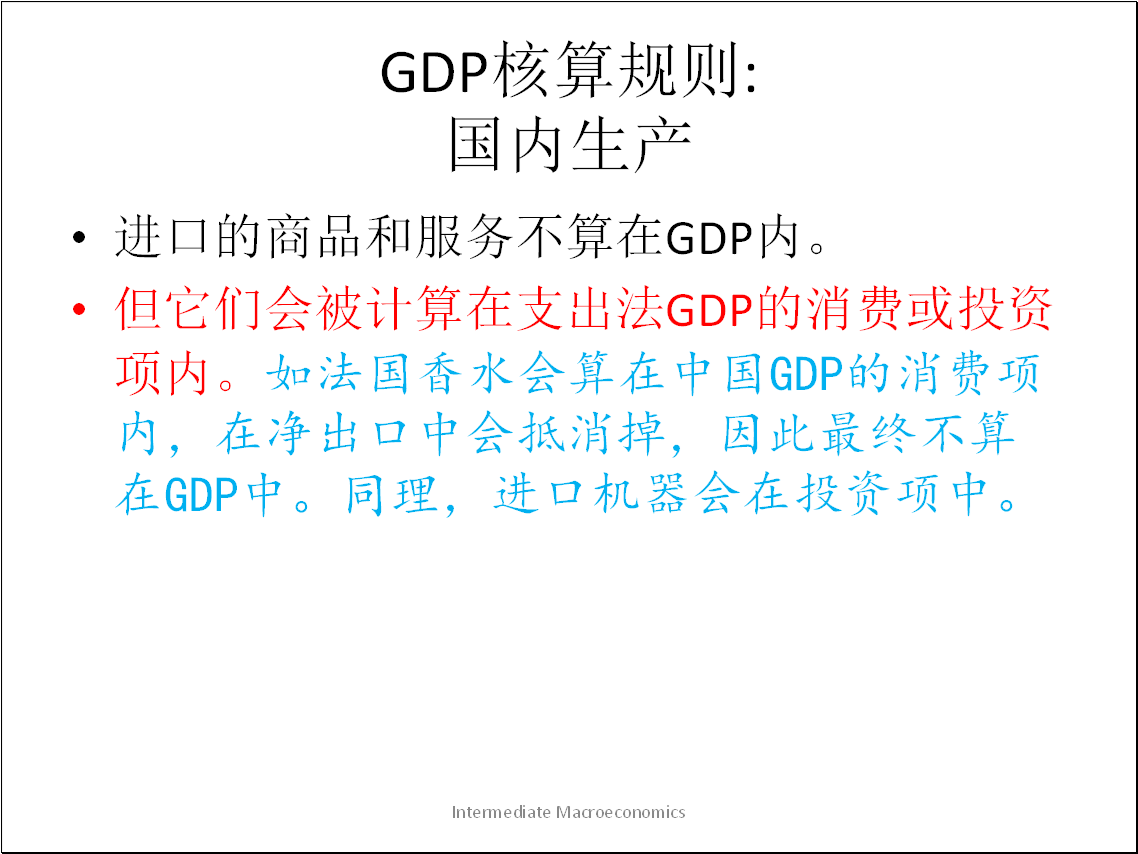 GDP核算规则:
国内生产
• 进口的商品和服务不算在GDP内。
• 但它们会被计算在支出法GDP的消费或投资
项内。如法国香水会算在中国GDP的消费项
内，在净出口中会抵消掉，因此最终不算
在GDP中。同理，进口机器会在投资项中。
Intermediate Macroeconomics